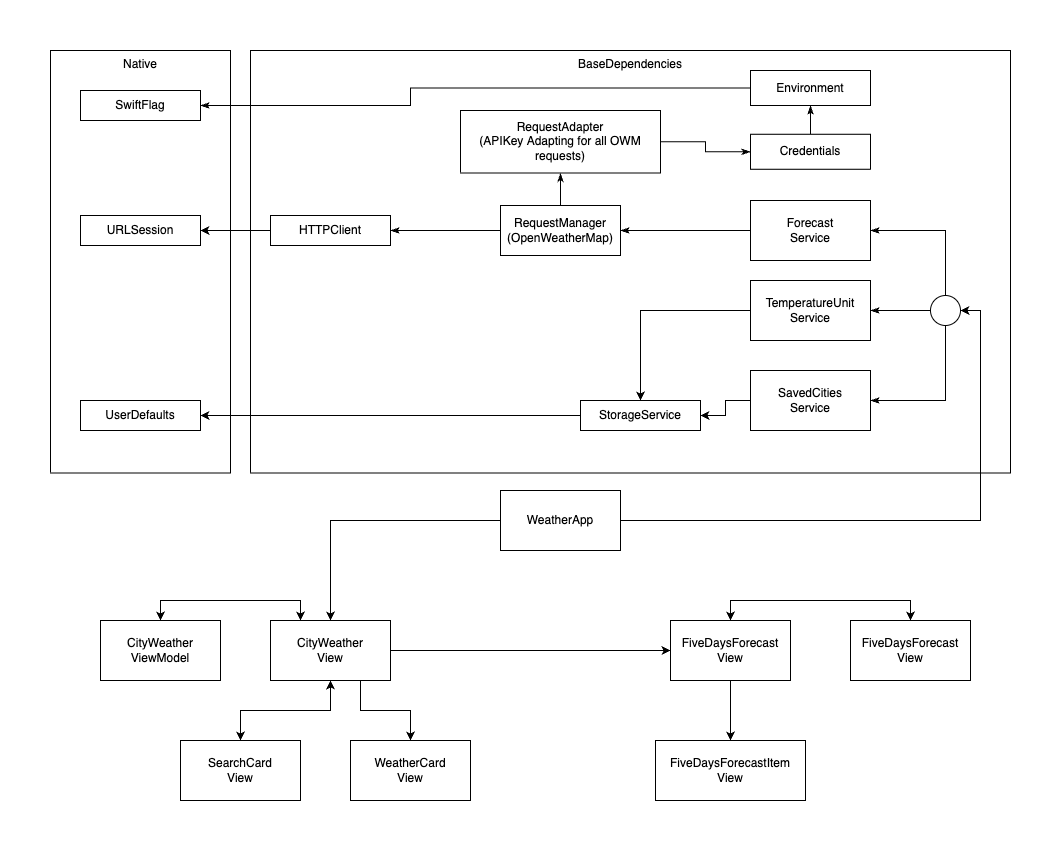 Native
BaseDependencies
SwiftFlag
Environment
RequestAdapter
(APIKey Adapting for all OWM
requests)
Credentials
URLSession
HTTPClient
RequestManager
(OpenWeatherMap)
Forecast
Service
TemperatureUnit
Service
UserDefaults
StorageService
SavedCities
Service
WeatherApp
CityWeather
ViewModel
CityWeather
View
FiveDaysForecast
View
FiveDaysForecast
View
SearchCard
View
WeatherCard
View
FiveDaysForecastItem
View